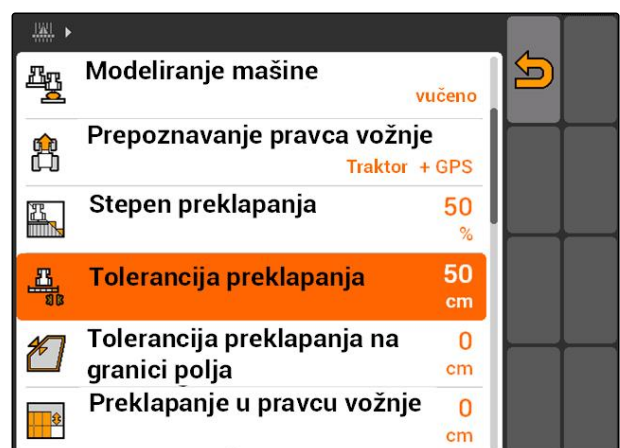 Modeliranje mašine
vučeno
Prepoznavanje pravca vožnje
Traktor + GPS
Stepen preklapanja
50
%
Tolerancija preklapanja
50
cm
Tolerancija preklapanja na
granici polja
0
cm
Preklapanje u pravcu vožnje
0
cm